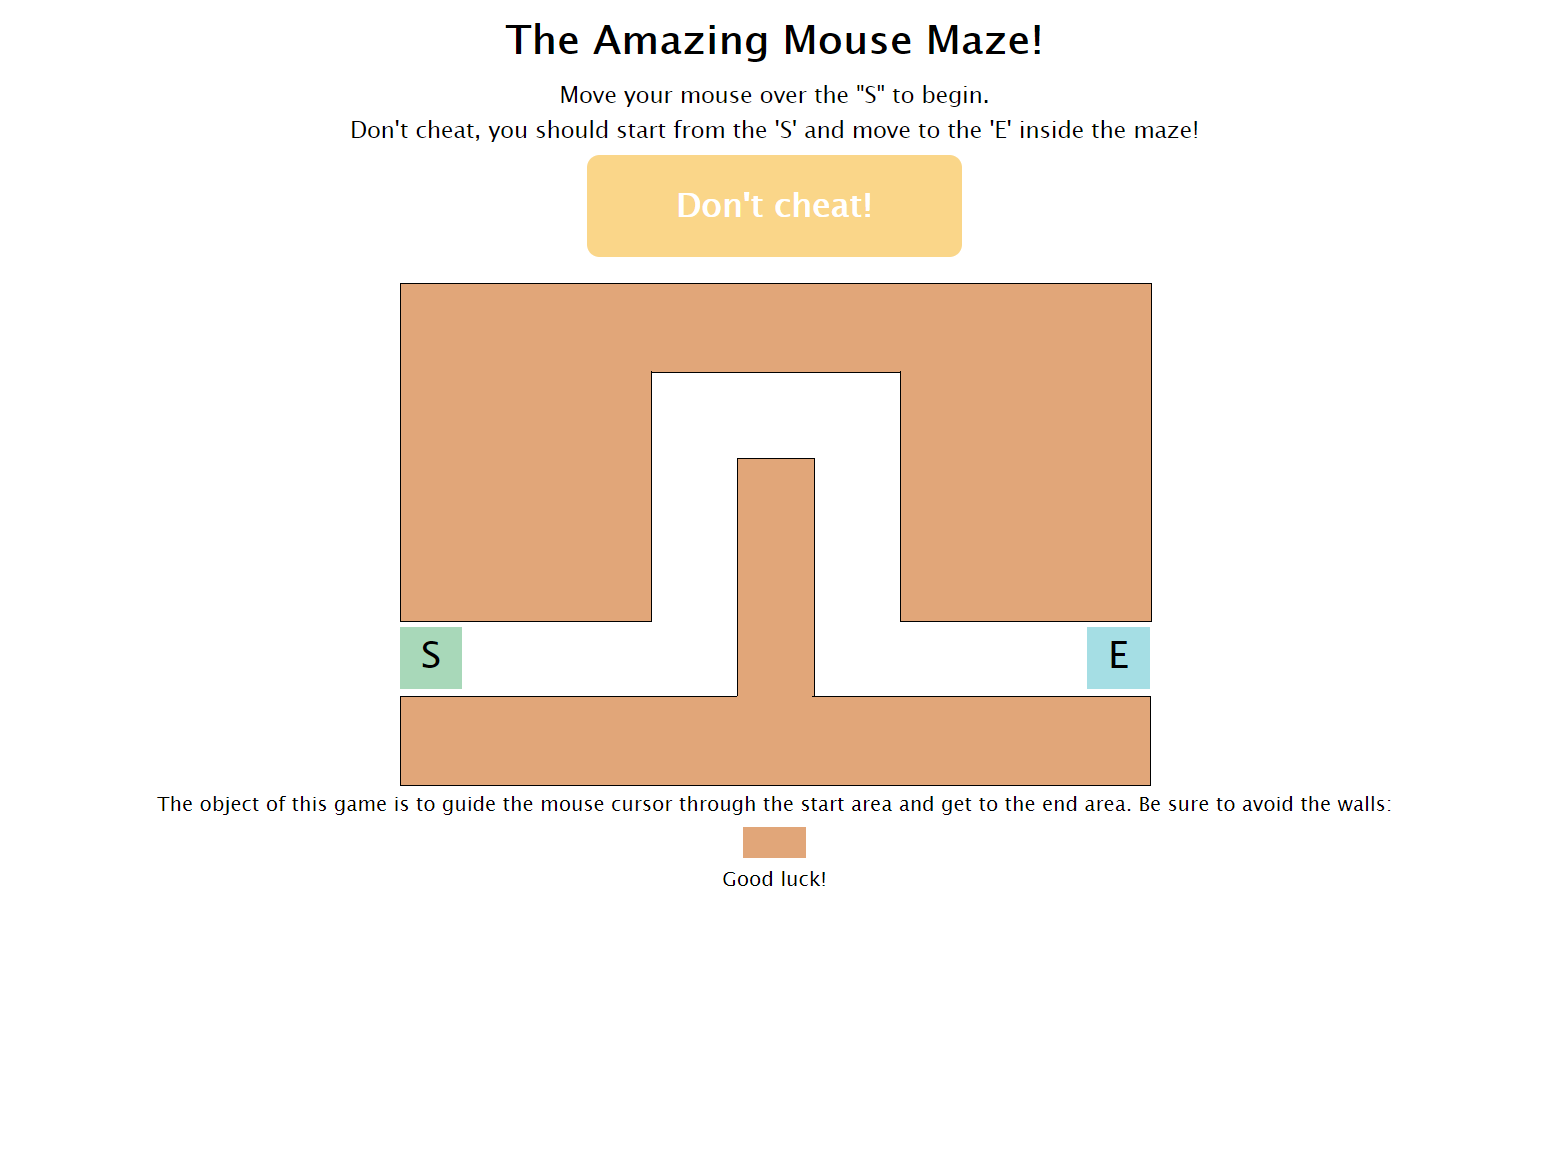 The Amazing Mouse Maze!
Move your mouse over the "S" to begin.
Don't cheat, you should start from the 'S' and move to the 'E' inside the maze!
Don't cheat!
S
E
The object of this game is to guide the mouse cursor through the start area and get to the end area. Be sure to avoid the walls:
Good luck!